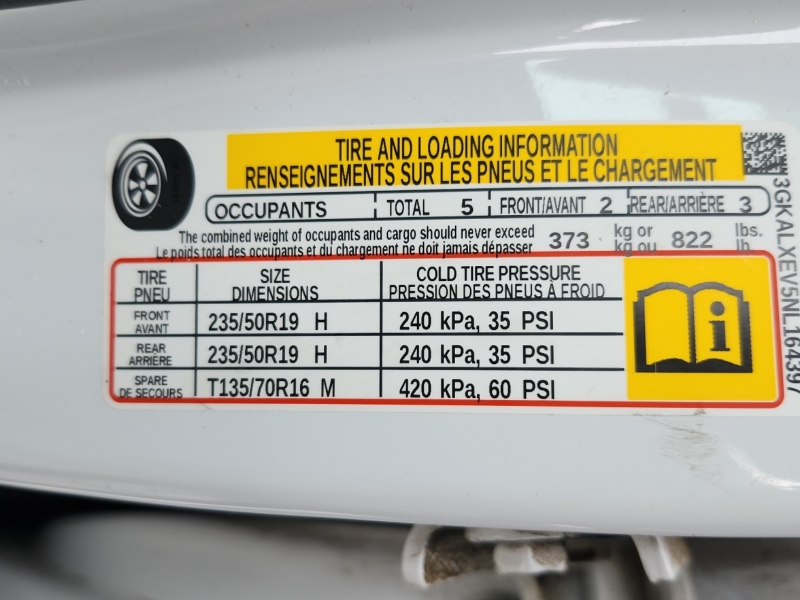 TIRE AND LOADING INFORMATION
RENSEIGNEMENTS SUR LES PNEUS ET LE CHARGEMENT
OCCUPANTS TOTAL 5 FRONT/AVANT 2 REAR/ARRIÈRE 3
The combined weight of occupants and cargo should never exceed 373 kg or 822 lbs.
Le poids total des occupants et du chargement ne doit jamais dépasser kg ou lb.
TIRE SIZE COLD TIRE PRESSURE
PNEU DIMENSIONS PRESSION DES PNEUS À FROID
FRONT
AVANT 235/50R19 H 240 kPa, 35 PSI
REAR
ARRIÈRE 235/50R19 H 240 kPa, 35 PSI
SPARE
DE SECOURS T135/70R16 M 420 kPa, 60 PSI
i
3GKALXEV5NL164397